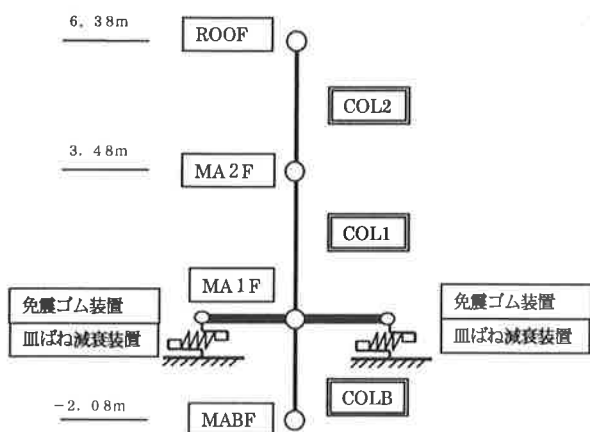 6．38m
ROOF
COL2
3．48m
MA2F
COL1
MA1F
免震ゴム装置
皿ばね減衰装置
免震ゴム装置
皿ばね減衰装置
COLB
－2．08m
MABF